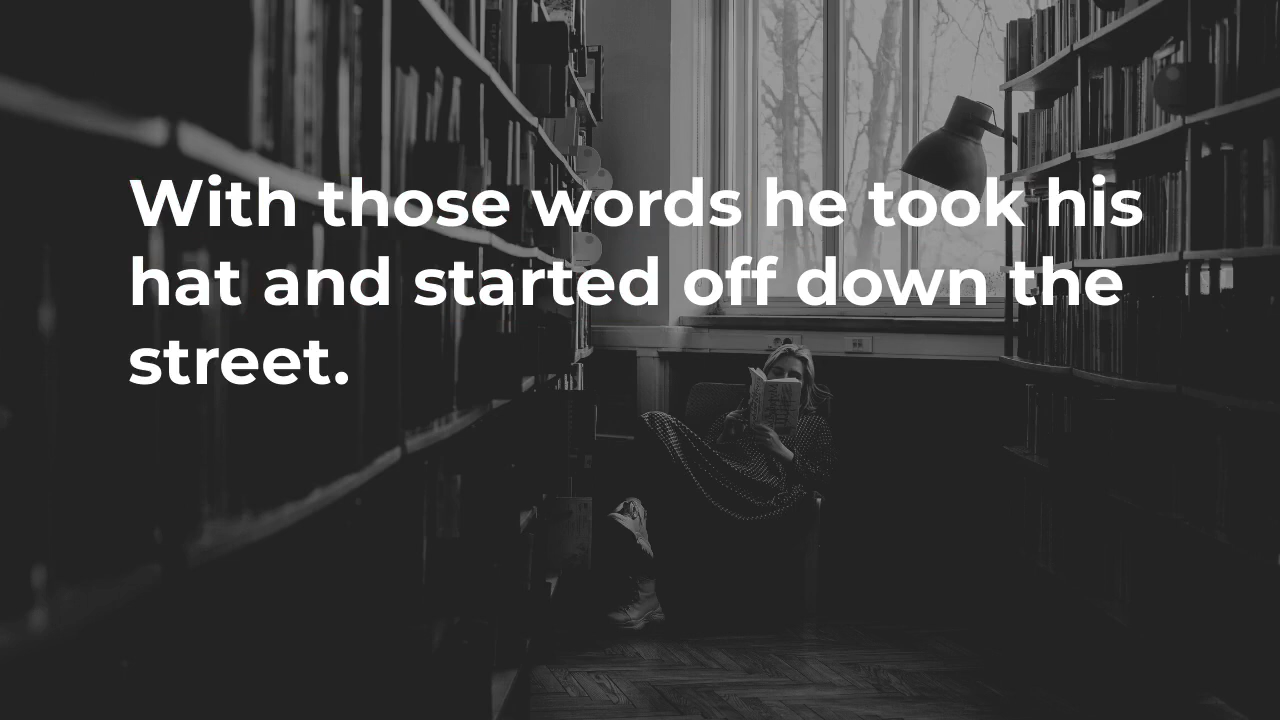 With those words he took his
hat and started off down the
street.